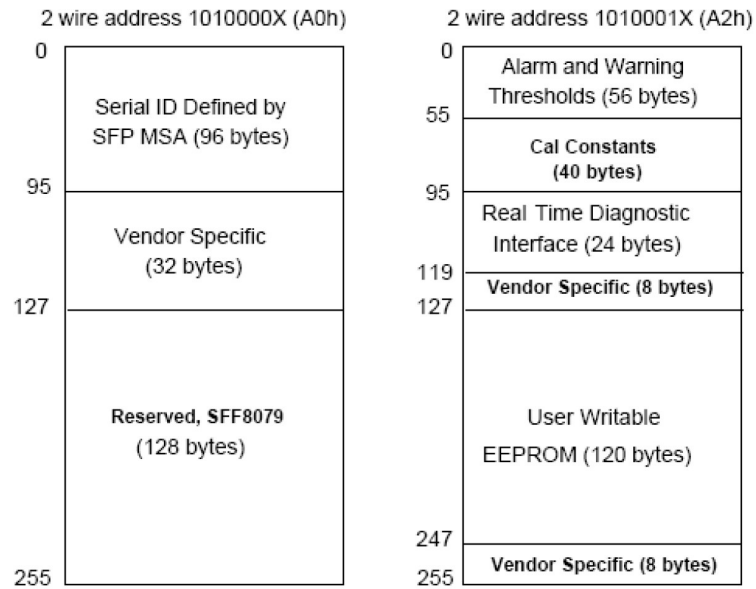 2 wire address 1010000X (A0h)
0
Serial ID Defined by
SFP MSA (96 bytes)
95
Vendor Specific
(32 bytes)
127
Reserved, SFF8079
(128 bytes)
255
2 wire address 1010001X (A2h)
0
Alarm and Warning
Thresholds (56 bytes)
55
Cal Constants
(40 bytes)
95
Real Time Diagnostic
Interface (24 bytes)
119
Vendor Specific (8 bytes)
127
User Writable
EEPROM (120 bytes)
247
Vendor Specific (8 bytes)
255